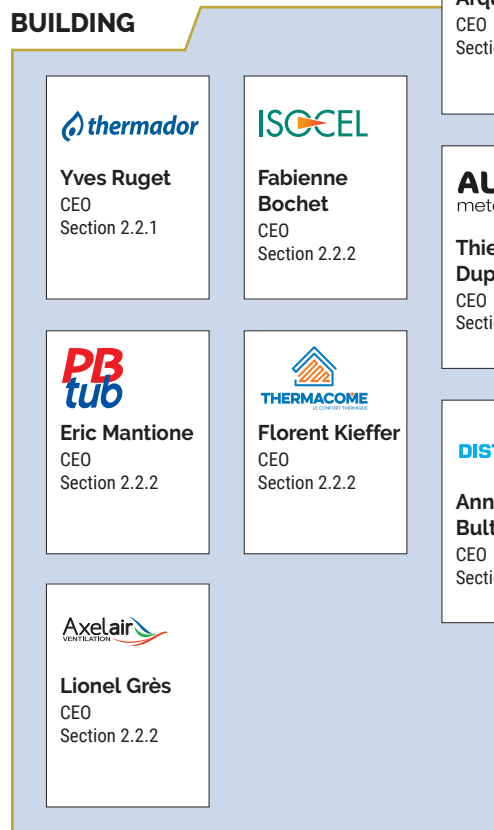 BUILDING
thermador
Yves Ruget
CEO
Section 2.2.1
ISOCEL
Fabienne
Bochet
CEO
Section 2.2.2
PB
tub
Eric Mantione
CEO
Section 2.2.2
THERMACOME
LE CONFORT THERMIQUE
Florent Kieffer
CEO
Section 2.2.2
Axelair
VENTILATION
Lionel Grès
CEO
Section 2.2.2
CEO
CEO
CEO